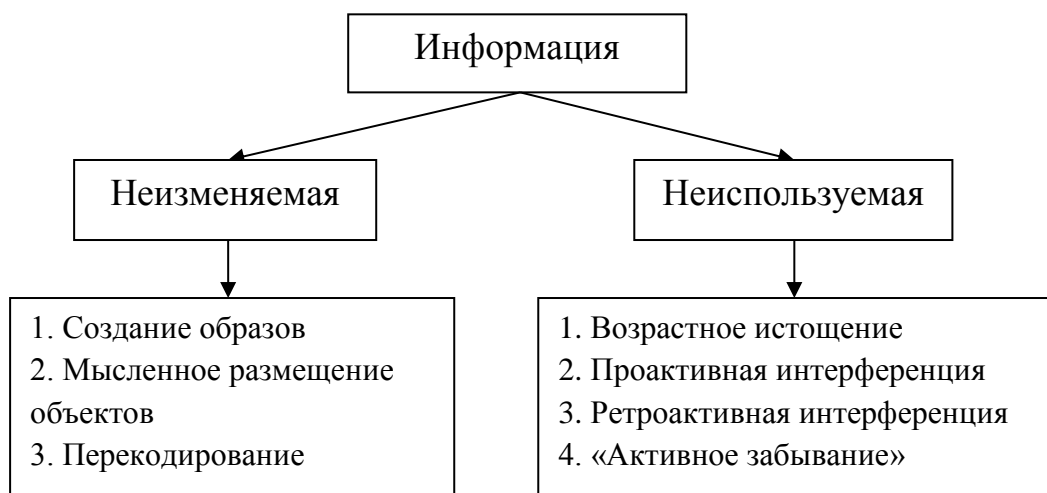 Информация
Неизменяемая
Неиспользуемая
1. Создание образов
2. Мысленное размещение
объектов
3. Перекодирование
1. Возрастное истощение
2. Проактивная интерференция
3. Ретроактивная интерференция
4. «Активное забывание»